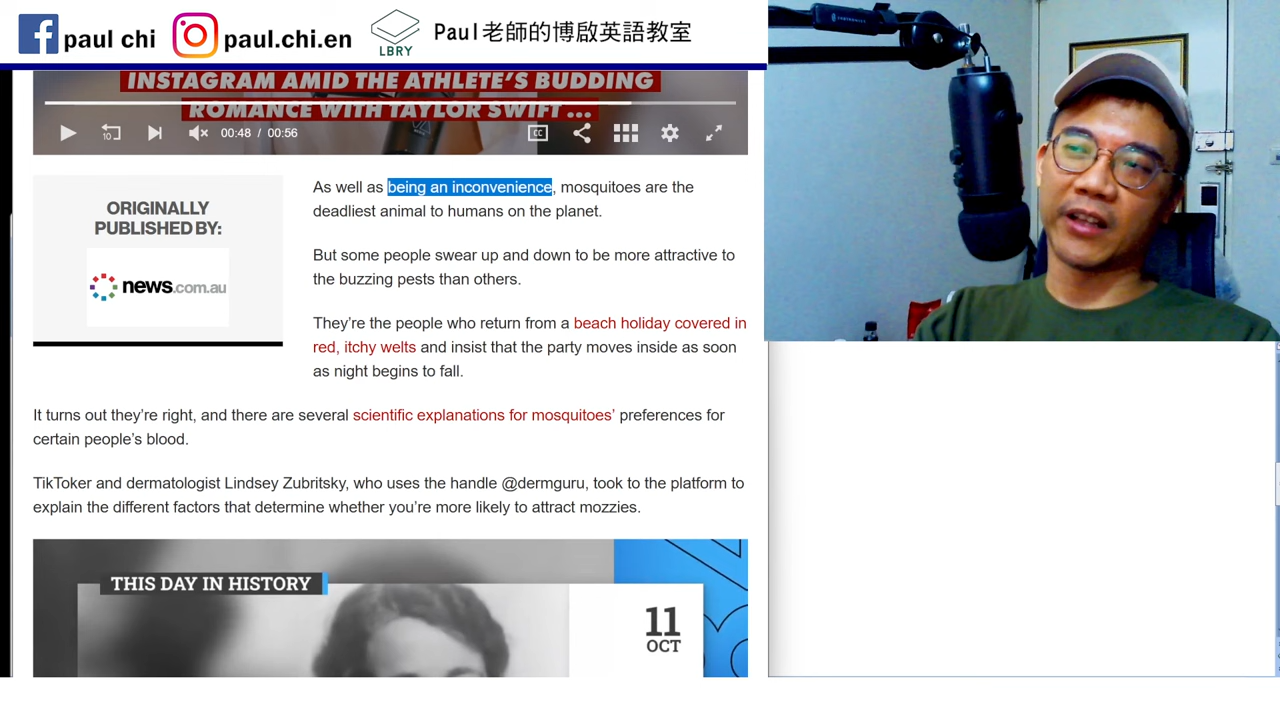 paul chi
paul.chi.en
LBRY
Paul老師的博啟英語教室
INSTAGRAM AMID THE ATHLETE'S BUDDING
ROMANCE WITH TAYLOR SWIFT ...
10
00:48 / 00:56
CC
ORIGINALLY
PUBLISHED BY:
news.com.au
As well as being an inconvenience, mosquitoes are the
deadliest animal to humans on the planet.
But some people swear up and down to be more attractive to
the buzzing pests than others.
They're the people who return from a beach holiday covered in
red, itchy welts and insist that the party moves inside as soon
as night begins to fall.
It turns out they're right, and there are several scientific explanations for mosquitoes' preferences for
certain people's blood.
TikToker and dermatologist Lindsey Zubritsky, who uses the handle @dermguru, took to the platform to
explain the different factors that determine whether you're more likely to attract mozzies.
THIS DAY IN HISTORY
11
OCT